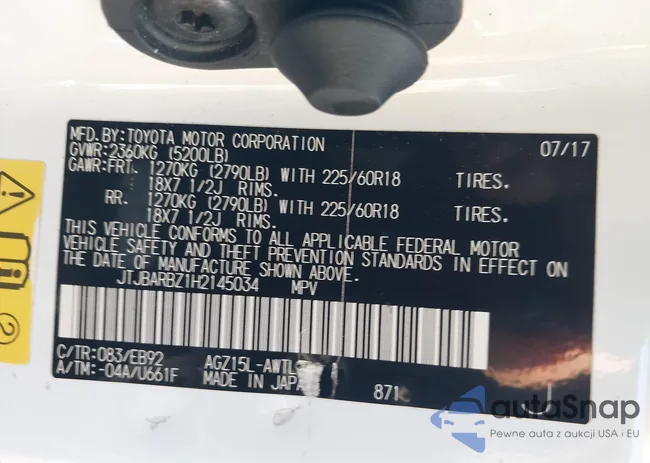 MFD.BY:TOYOTA MOTOR CORPORATION 07/17
GVWR:2360KG (5200LB)
GAWR:FRT. 1270KG (2790LB) WITH 225/60R18 TIRES.
18X7 1/2J RIMS.
RR. 1270KG (2790LB) WITH 225/60R18 TIRES.
18X7 1/2J RIMS.
THIS VEHICLE CONFORMS TO ALL APPLICABLE FEDERAL MOTOR
VEHICLE SAFETY AND THEFT PREVENTION STANDARDS IN EFFECT ON
THE DATE OF MANUFACTURE SHOWN ABOVE.
JTJBARBZ1H2145034 MPV
C/TR:083/EB92 AGZ15L-AWTL
A/TM:-04A/U661F MADE IN JAPAN 871
2
autoSnap
Pewne auta z aukcji USA i EU